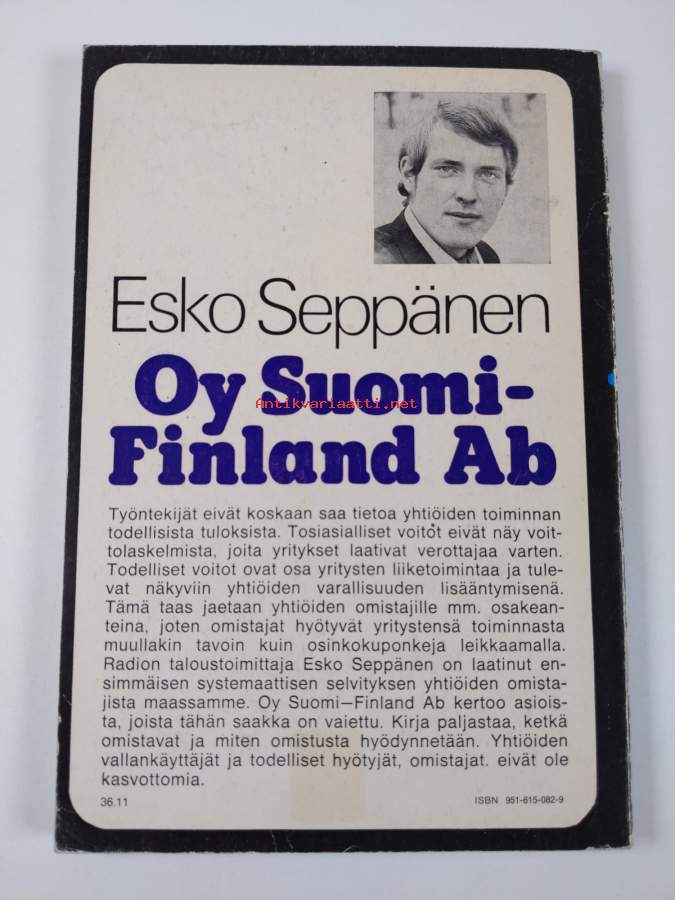 Esko Seppänen
Oy Suomi-
Antikvariaatti.net
Finland Ab
Työntekijät eivät koskaan saa tietoa yhtiöiden toiminnan
todellisista tuloksista. Tosiasialliset voitot eivät näy voit-
tolaskelmista, joita yritykset laativat verottajaa varten.
Todelliset voitot ovat osa yritysten liiketoimintaa ja tule-
vat näkyviin yhtiöiden varallisuuden lisääntymisenä.
Tämä taas jaetaan yhtiöiden omistajille mm. osakean-
teina, joten omistajat hyötyvät yritystensä toiminnasta
muullakin tavoin kuin osinkokuponkeja leikkaamalla.
Radion taloustoimittaja Esko Seppänen on laatinut en-
simmäisen systemaattisen selvityksen yhtiöiden omista-
jista maassamme. Oy Suomi–Finland Ab kertoo asiois-
ta, joista tähän saakka on vaiettu. Kirja paljastaa, ketkä
omistavat ja miten omistusta hyödynnetään. Yhtiöiden
vallankäyttäjät ja todelliset hyötyjät, omistajat. eivät ole
kasvottomia.
36.11 ISBN 951-615-082-9